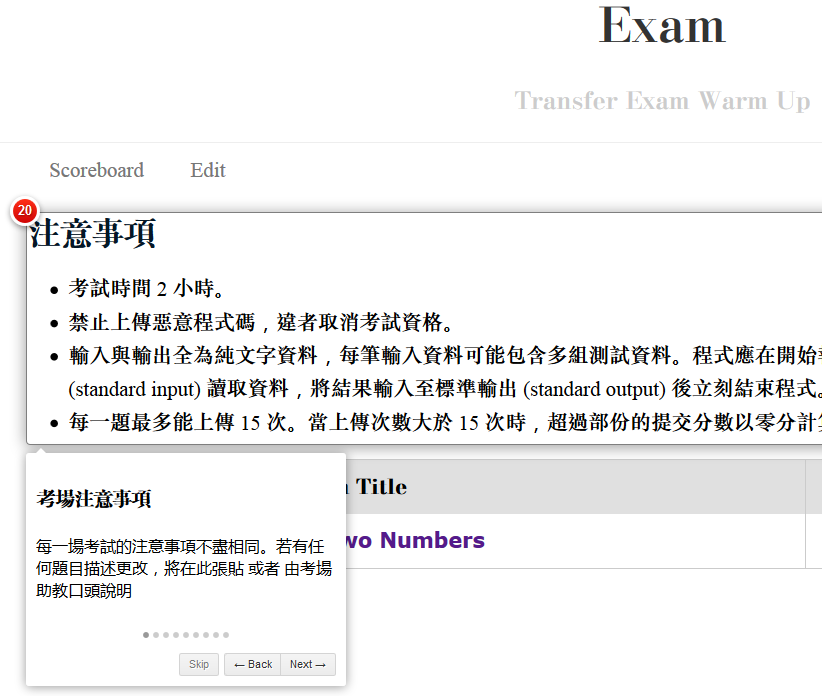 Exam
Transfer Exam Warm Up
Scoreboard Edit
20
注意事項
考試時間 2 小時。
禁止上傳惡意程式碼，違者取消考試資格。
輸入與輸出全為純文字資料，每筆輸入資料可能包含多組測試資料。程式應在開始
(standard input) 讀取資料，將結果輸入至標準輸出 (standard output) 後立刻結束程式。
每一題最多能上傳 15 次。當上傳次數大於 15 次時，超過部份的提交分數以零分計
Title
wo Numbers
考場注意事項
每一場考試的注意事項不盡相同。若有任
何題目描述更改，將在此張貼 或者 由考場
助教口頭說明
Skip ← Back Next →